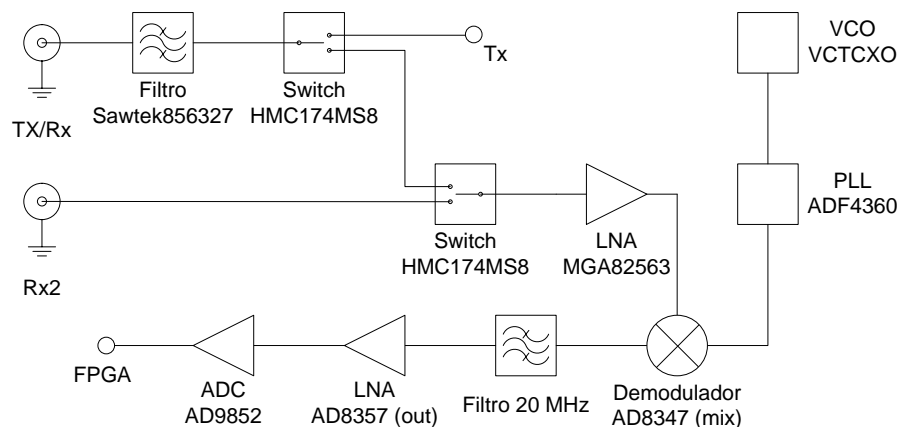 Tx
VCO
VCTCXO
Filtro
Sawtek856327
Switch
HMC174MS8
TX/Rx
PLL
ADF4360
Switch
HMC174MS8
LNA
MGA82563
Rx2
FPGA
ADC
AD9852
LNA
AD8357 (out)
Filtro 20 MHz
Demodulador
AD8347 (mix)